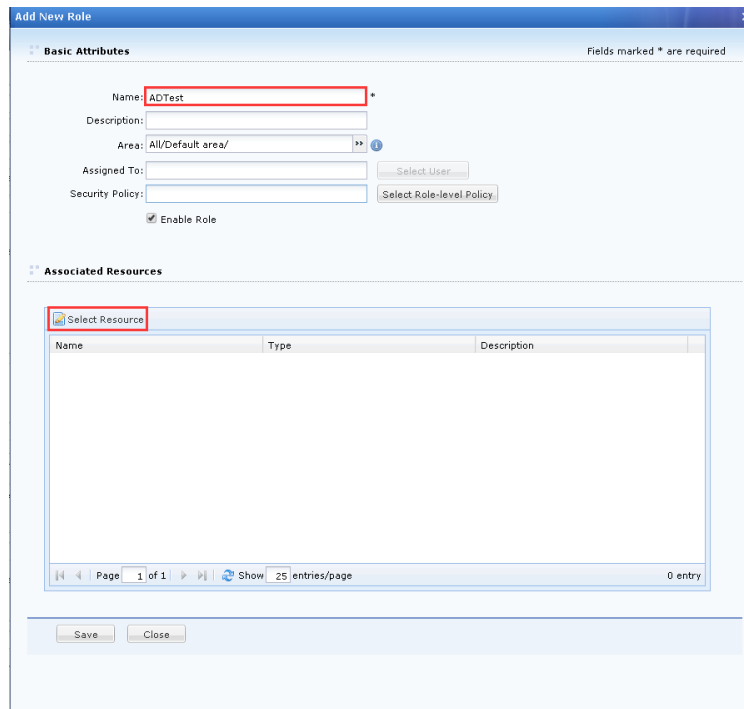 Add New Role
Basic Attributes Fields marked * are required
Name: ADTest *
Description:
Area: All/Default area/
Assigned To: Select User
Security Policy: Select Role-level Policy
Enable Role
Associated Resources
Select Resource
Name Type Description
Page 1 of 1 Show 25 entries/page 0 entry
Save Close